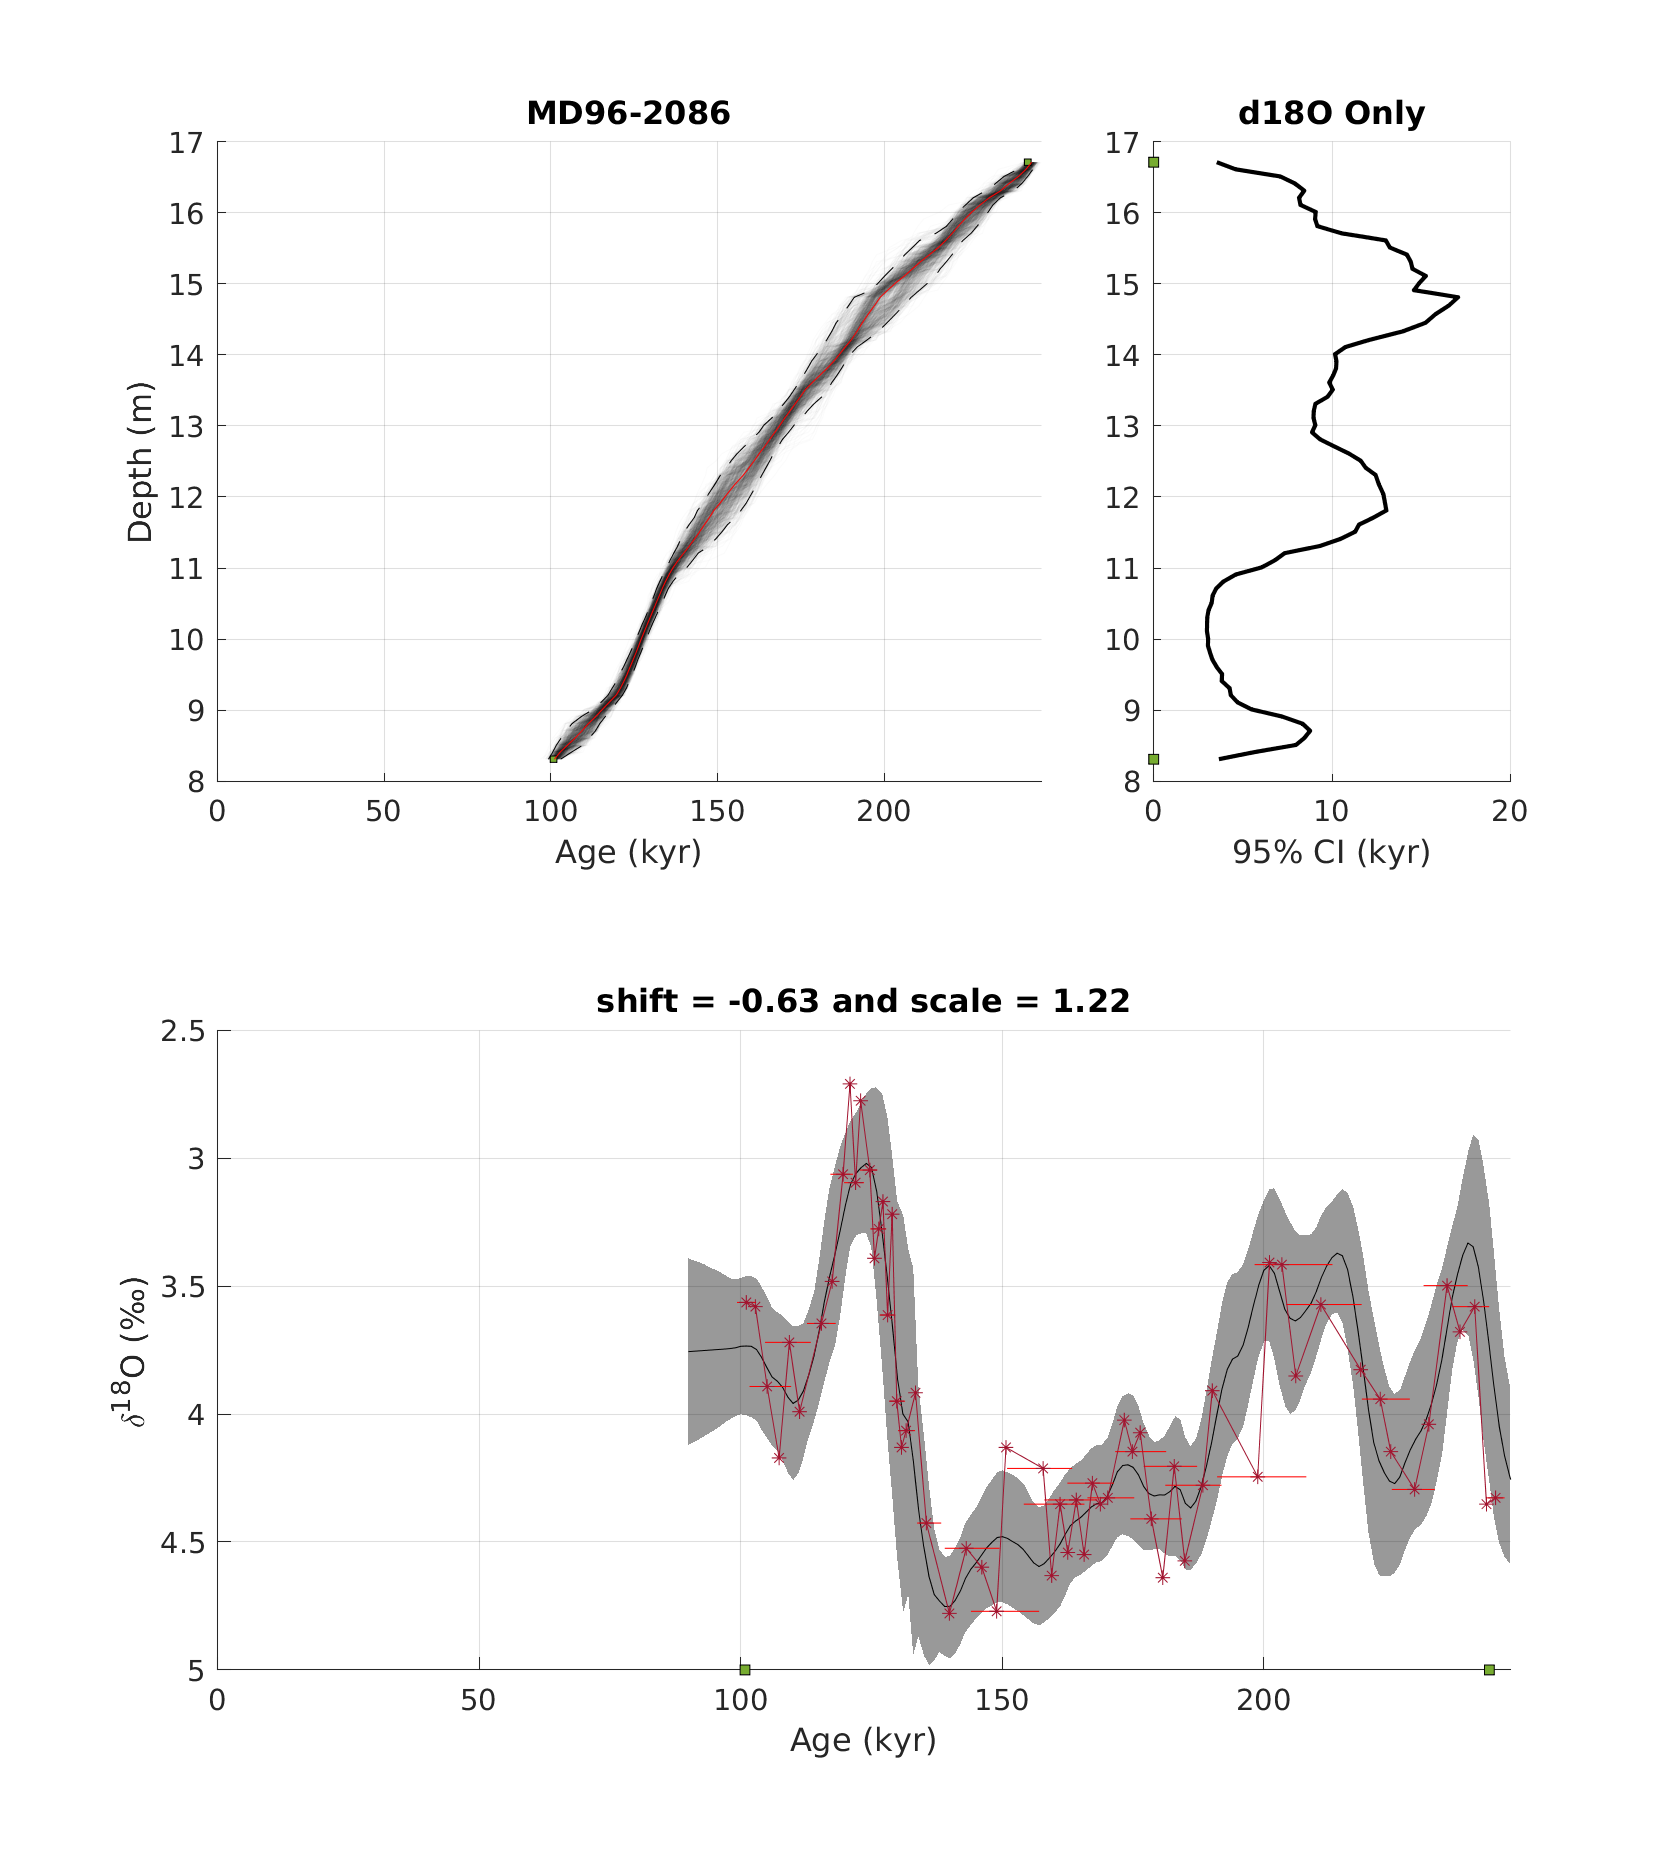 MD96-2086
17
16
15
14
13
12
11
10
9
8
Depth (m)
0 50 100 150 200
Age (kyr)
d18O Only
17
16
15
14
13
12
11
10
9
8
0 10 20
95% CI (kyr)
shift = -0.63 and scale = 1.22
2.5
3
3.5
4
4.5
5
δ¹⁸O (‰)
0 50 100 150 200
Age (kyr)